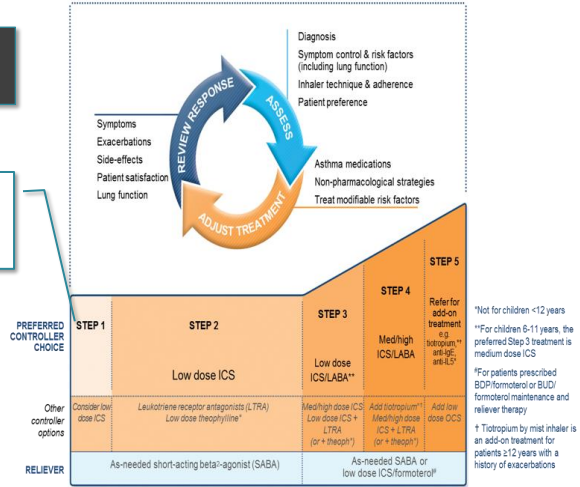 Diagnosis
Symptom control & risk factors
(including lung function)
Inhaler technique & adherence
Patient preference
REVIEW RESPONSE
ASSESS
ADJUST TREATMENT
Symptoms
Exacerbations
Side-effects
Patient satisfaction
Lung function
Asthma medications
Non-pharmacological strategies
Treat modifiable risk factors
PREFERRED
CONTROLLER
CHOICE
STEP 1
STEP 2
Low dose ICS
STEP 3
Low dose
ICS/LABA**
STEP 4
Med/high
ICS/LABA
STEP 5
Refer for
add-on
treatment
e.g.
tiotropium,*†
anti-IgE,
anti-IL5*
Other
controller
options
Consider low
dose ICS
Leukotriene receptor antagonists (LTRA)
Low dose theophylline*
Med/high dose ICS
Low dose ICS +
LTRA
(or + theoph*)
Add tiotropium*†
Med/high dose
ICS + LTRA
(or + theoph*)
Add low
dose OCS
RELIEVER
As-needed short-acting beta2-agonist (SABA)
As-needed SABA or
low dose ICS/formoterol#
*Not for children <12 years
**For children 6-11 years, the
preferred Step 3 treatment is
medium dose ICS
#For patients prescribed
BDP/formoterol or BUD/
formoterol maintenance and
reliever therapy
† Tiotropium by mist inhaler is
an add-on treatment for
patients ≥12 years with a
history of exacerbations